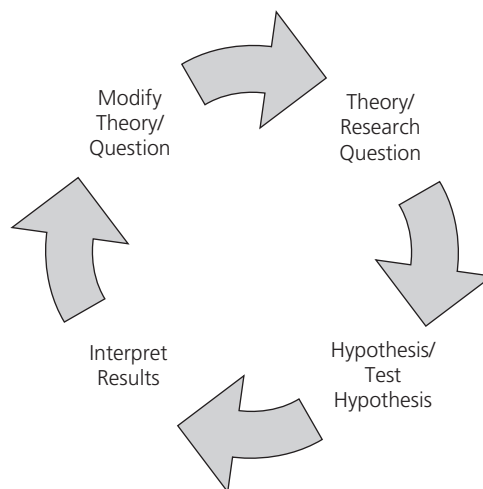 Modify
Theory/
Question
Theory/
Research
Question
Hypothesis/
Test
Hypothesis
Interpret
Results